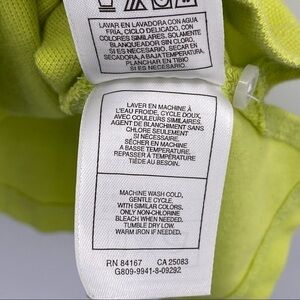 LAVAR EN LAVADORA CON AGUA
FRIA, CICLO DELICADO, CON
COLORES SIMILARES. SOLAMENTE
BLANQUEADOR SIN CLORO,
SI ES NECESARIO. SECAR EN
SECADORA, A BAJA TEMPERATURA.
PLANCHAR EN TIBIO
SI ES NECESARIO.
LAVER EN MACHINE À
L'EAU FROIDE, CYCLE DOUX,
AVEC COULEURS SIMILAIRES.
AGENT DE BLANCHIMENT SANS
CHLORE SEULEMENT
SI NÉCESSAIRE.
SÉCHER EN MACHINE
A BASSE TEMPÉRATURE.
REPASSER À TEMPÉRATURE
TIÈDE AU BESOIN.
MACHINE WASH COLD,
GENTLE CYCLE,
WITH SIMILAR COLORS.
ONLY NON-CHLORINE
BLEACH WHEN NEEDED.
TUMBLE DRY LOW.
WARM IRON IF NEEDED.
RN 84167 CA 25083
G809-9941-8-09292